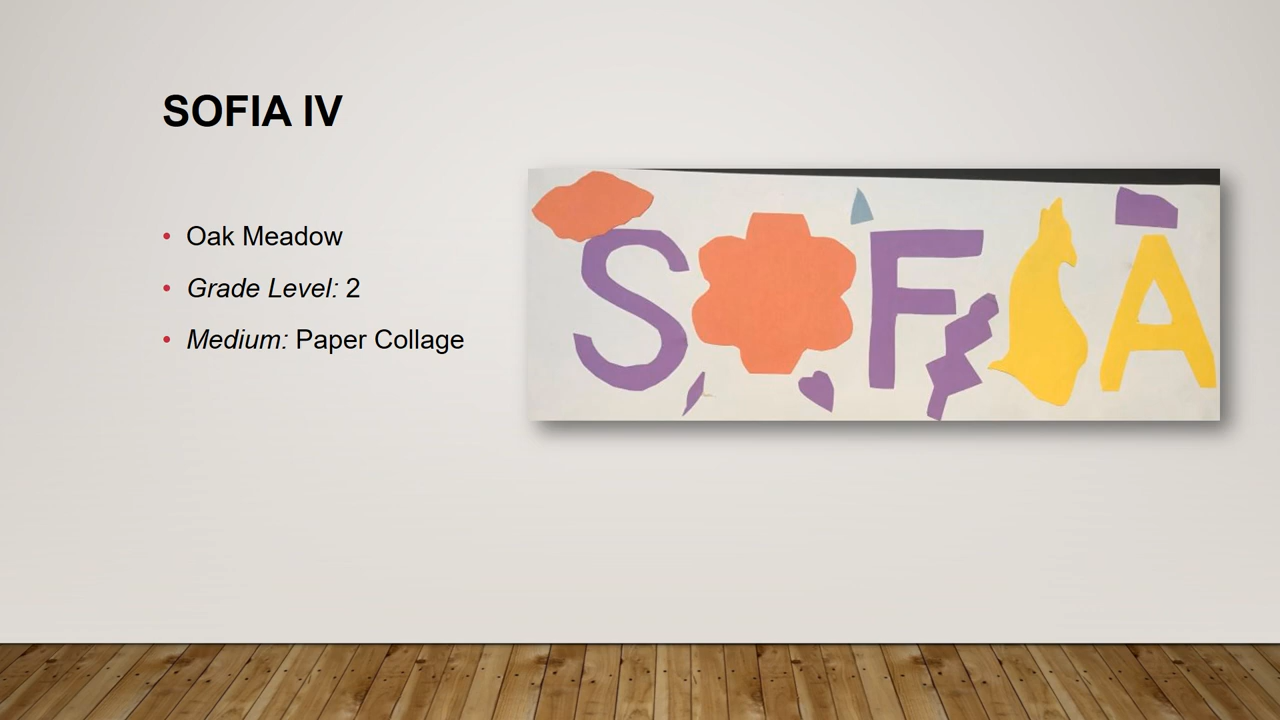 SOFIA IV
Oak Meadow
Grade Level: 2
Medium: Paper Collage
SOFIA